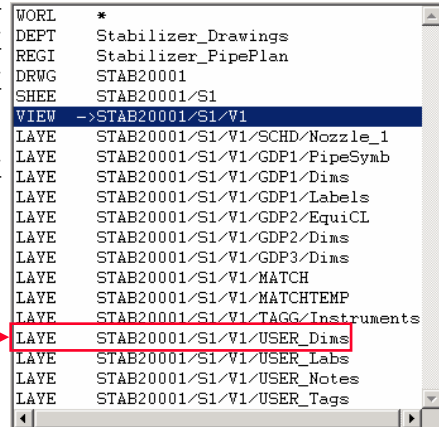 WORL *
DEPT Stabilizer_Drawings
REGI Stabilizer_PipePlan
DRWG STAB20001
SHEE STAB20001/S1
VIEW ->STAB20001/S1/V1
LAYE STAB20001/S1/V1/SCHD/Nozzle_1
LAYE STAB20001/S1/V1/GDP1/PipeSymb
LAYE STAB20001/S1/V1/GDP1/Dims
LAYE STAB20001/S1/V1/GDP1/Labels
LAYE STAB20001/S1/V1/GDP2/EquiCL
LAYE STAB20001/S1/V1/GDP2/Dims
LAYE STAB20001/S1/V1/GDP3/Dims
LAYE STAB20001/S1/V1/MATCH
LAYE STAB20001/S1/V1/MATCHTEMP
LAYE STAB20001/S1/V1/TAGG/Instruments
LAYE STAB20001/S1/V1/USER_Dims
LAYE STAB20001/S1/V1/USER_Labs
LAYE STAB20001/S1/V1/USER_Notes
LAYE STAB20001/S1/V1/USER_Tags